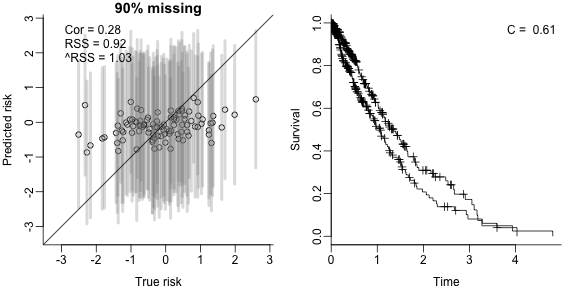 90% missing
Cor = 0.28
RSS = 0.92
^RSS = 1.03
3
2
1
0
-1
-2
-3
Predicted risk
-3 -2 -1 0 1 2 3
True risk
C = 0.61
1.0
0.8
0.6
0.4
0.2
0.0
Survival
0 1 2 3 4
Time